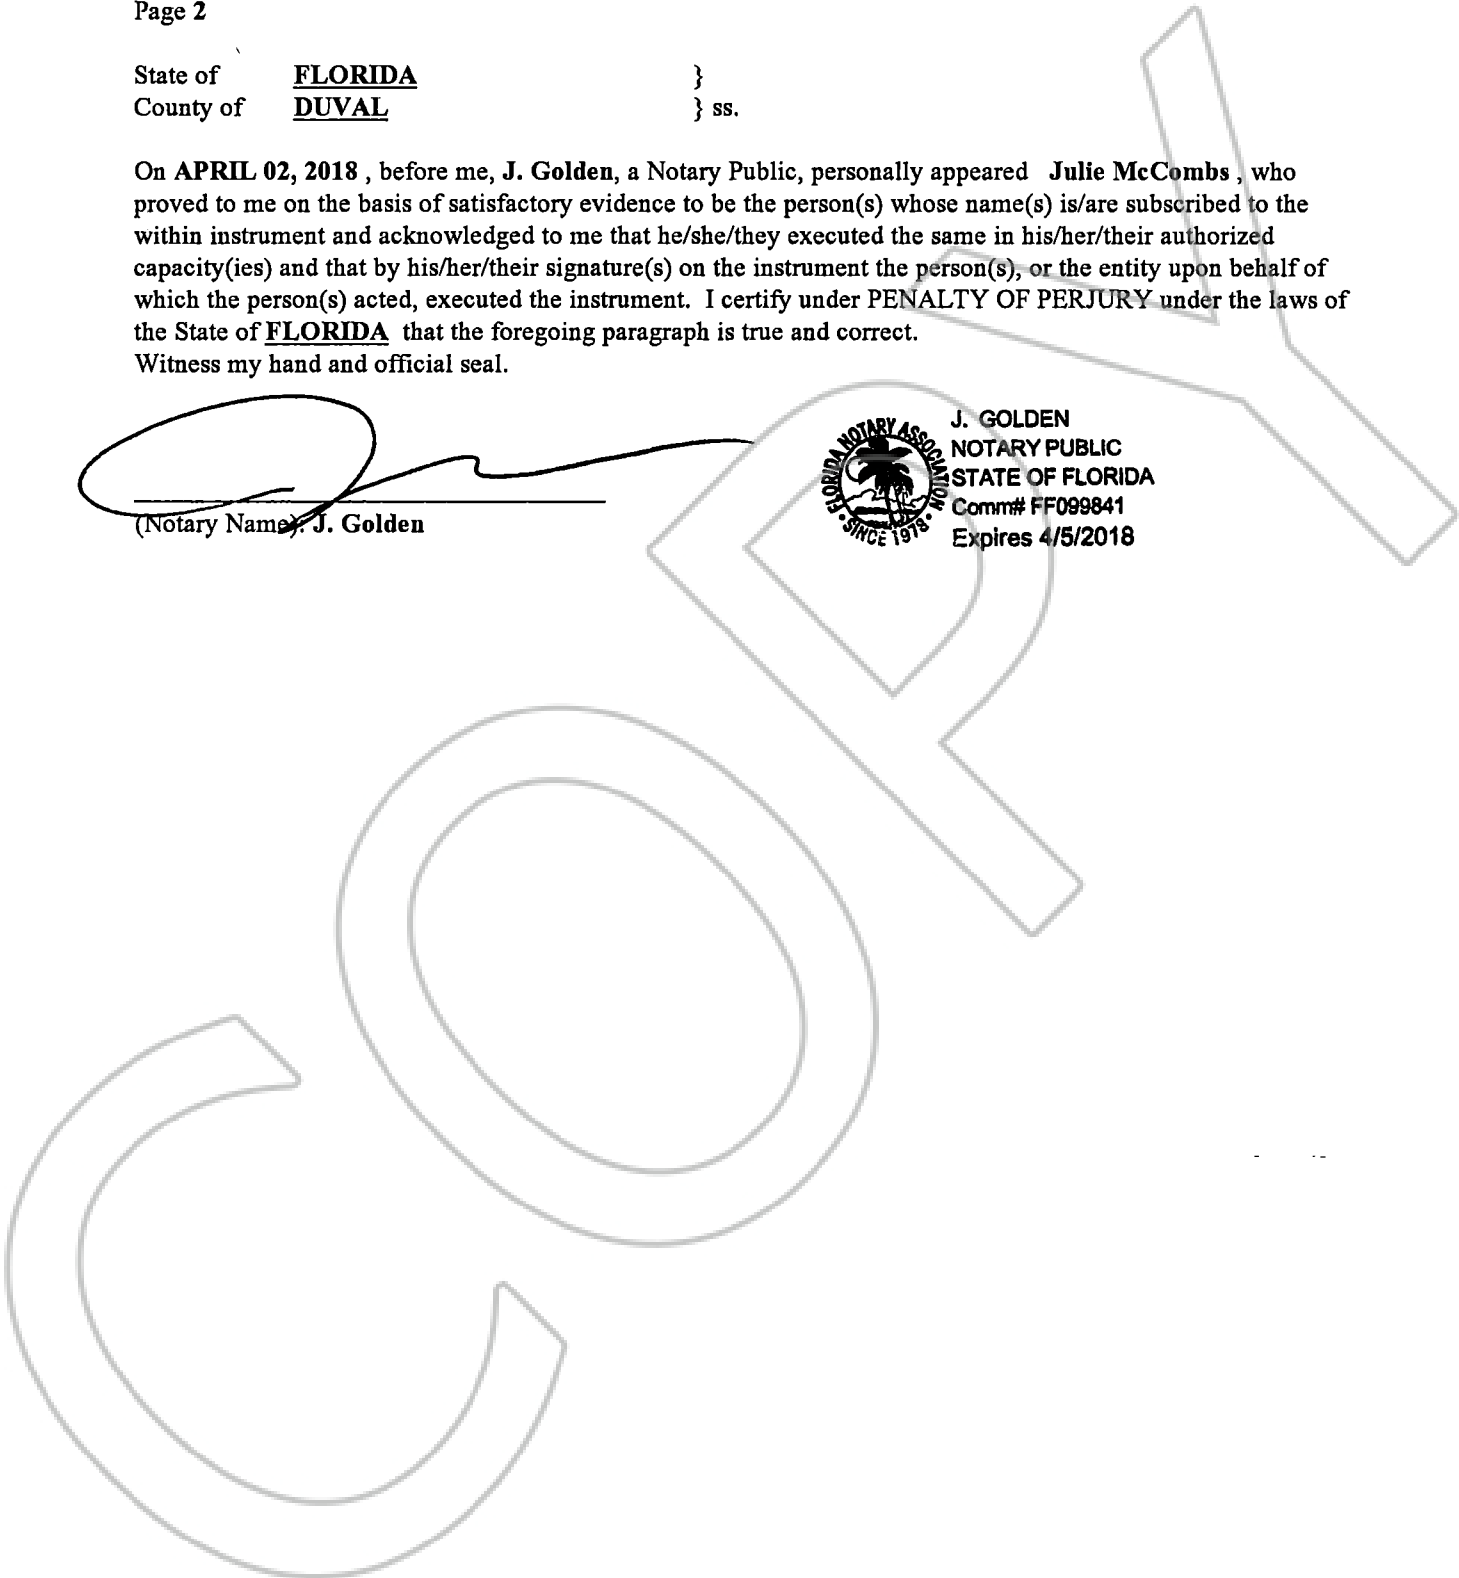 Page 2
State of FLORIDA }
County of DUVAL } ss.
On APRIL 02, 2018 , before me, J. Golden, a Notary Public, personally appeared Julie McCombs , who
proved to me on the basis of satisfactory evidence to be the person(s) whose name(s) is/are subscribed to the
within instrument and acknowledged to me that he/she/they executed the same in his/her/their authorized
capacity(ies) and that by his/her/their signature(s) on the instrument the person(s), or the entity upon behalf of
which the person(s) acted, executed the instrument. I certify under PENALTY OF PERJURY under the laws of
the State of FLORIDA that the foregoing paragraph is true and correct.
Witness my hand and official seal.
(Notary Name): J. Golden
FLORIDA NOTARY ASSOCIATION
• SINCE 1978 •
J. GOLDEN
NOTARY PUBLIC
STATE OF FLORIDA
Comm# FF099841
Expires 4/5/2018
COPY